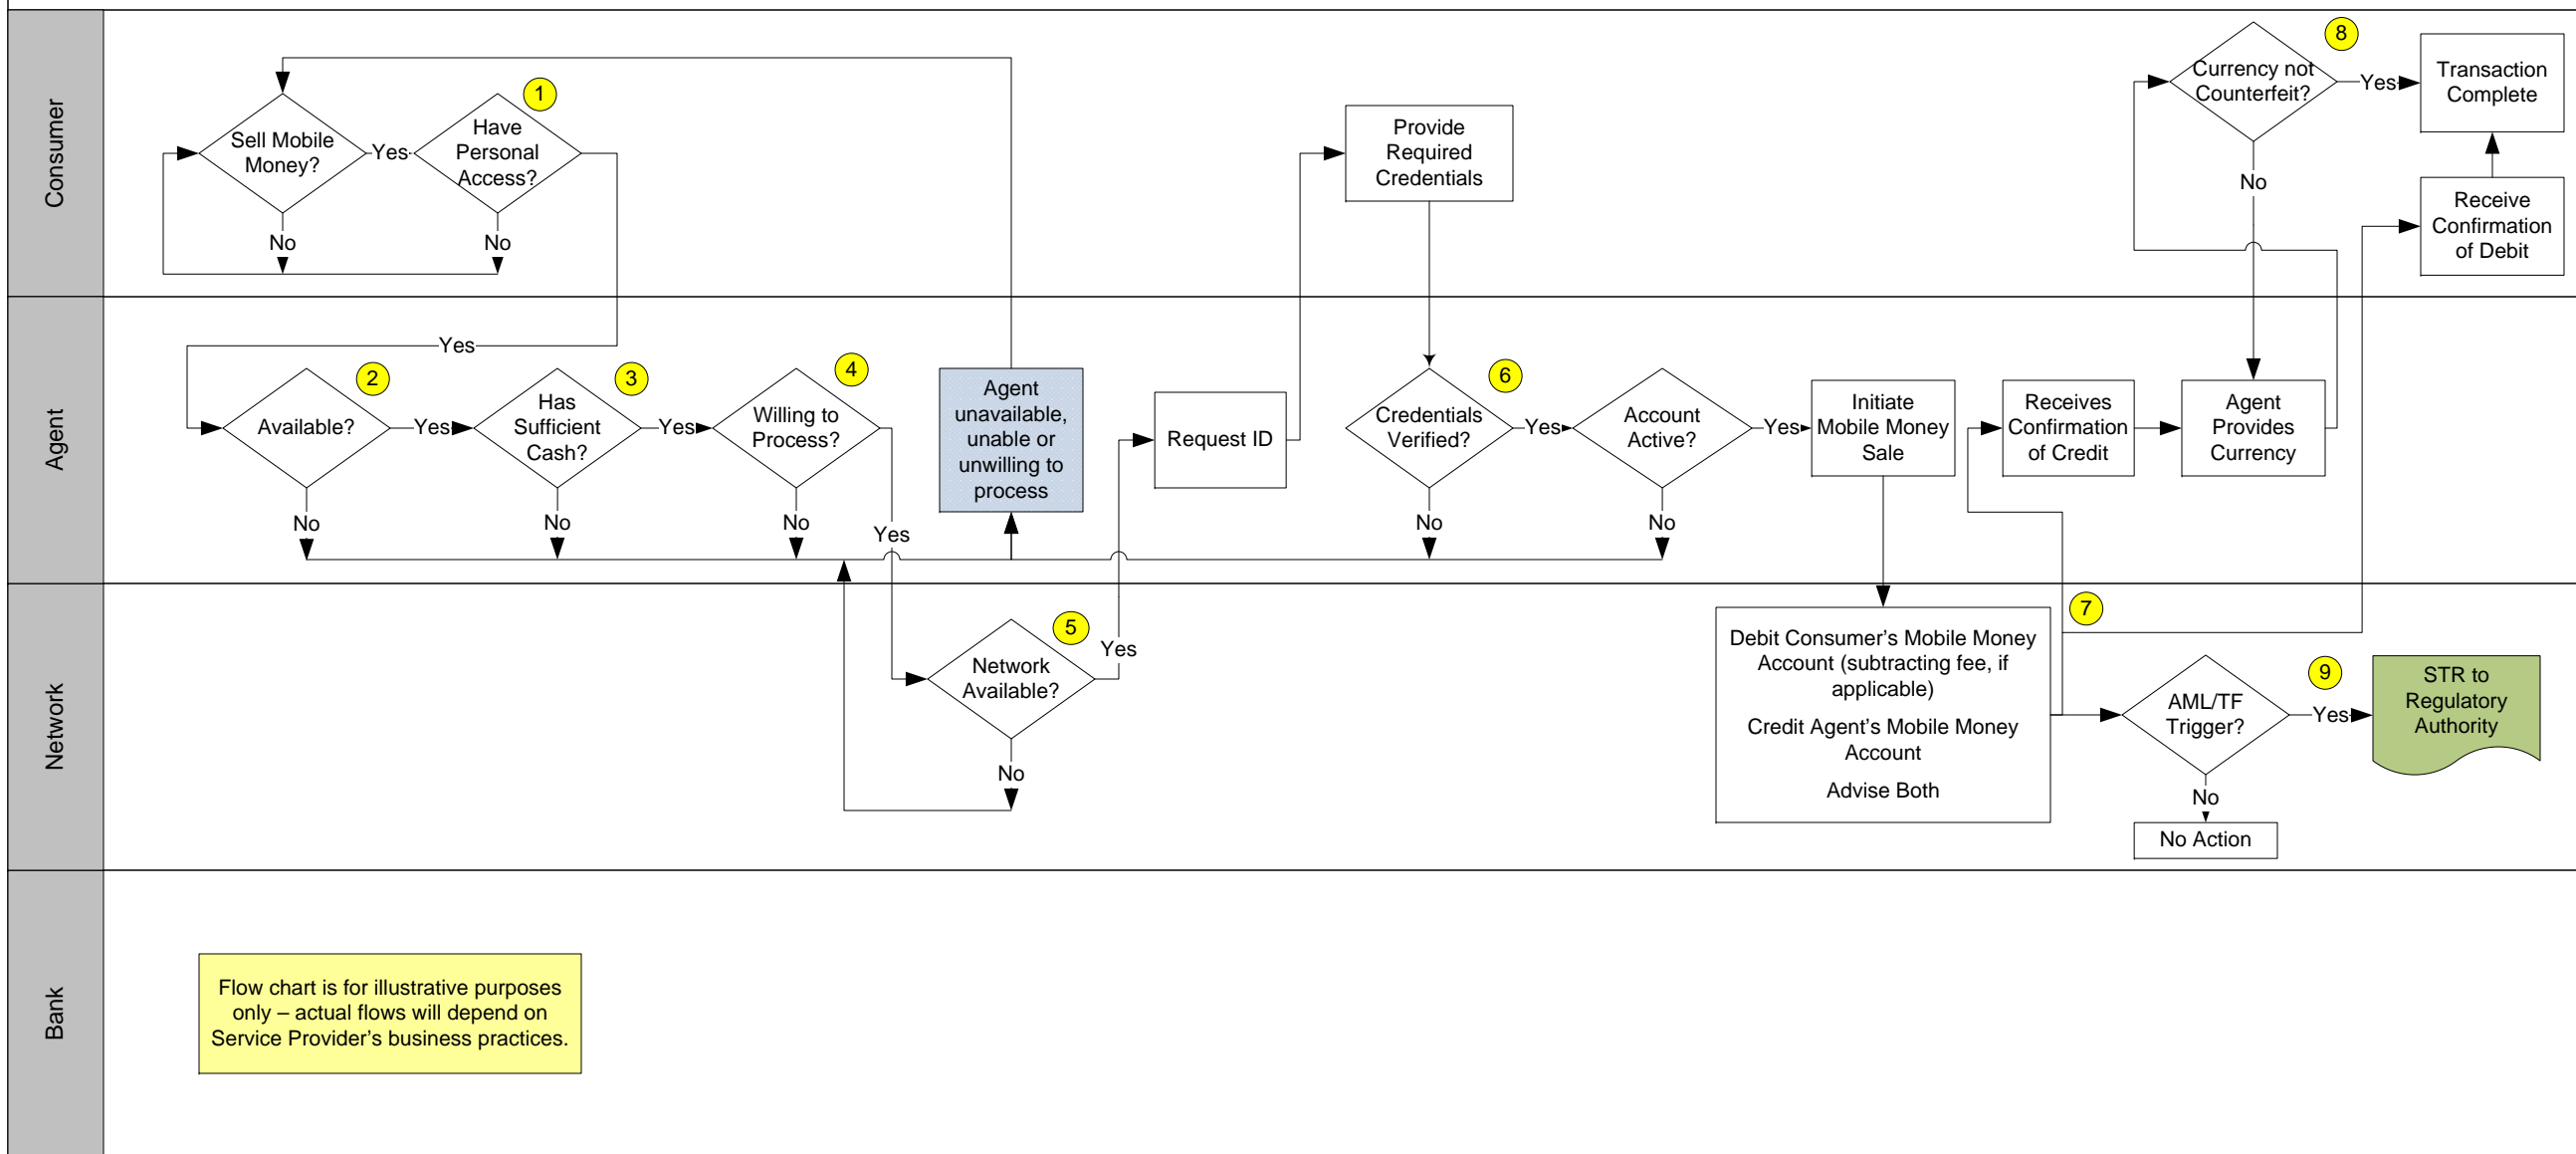 Consumer
Sell Mobile
Money?
Yes
No
1
Have
Personal
Access?
No
Yes
Provide
Required
Credentials
8
Currency not
Counterfeit?
Yes
No
Transaction
Complete
Receive
Confirmation
of Debit
Agent
2
Available?
Yes
No
3
Has
Sufficient
Cash?
Yes
No
4
Willing to
Process?
No
Yes
Agent
unavailable,
unable or
unwilling to
process
Request ID
6
Credentials
Verified?
Yes
No
Account
Active?
Yes
No
Initiate
Mobile Money
Sale
Receives
Confirmation
of Credit
Agent
Provides
Currency
Network
5
Network
Available?
Yes
No
Debit Consumer’s Mobile Money
Account (subtracting fee, if
applicable)
Credit Agent’s Mobile Money
Account
Advise Both
7
AML/TF
Trigger?
Yes
No
No Action
9
STR to
Regulatory
Authority
Bank
Flow chart is for illustrative purposes
only – actual flows will depend on
Service Provider’s business practices.